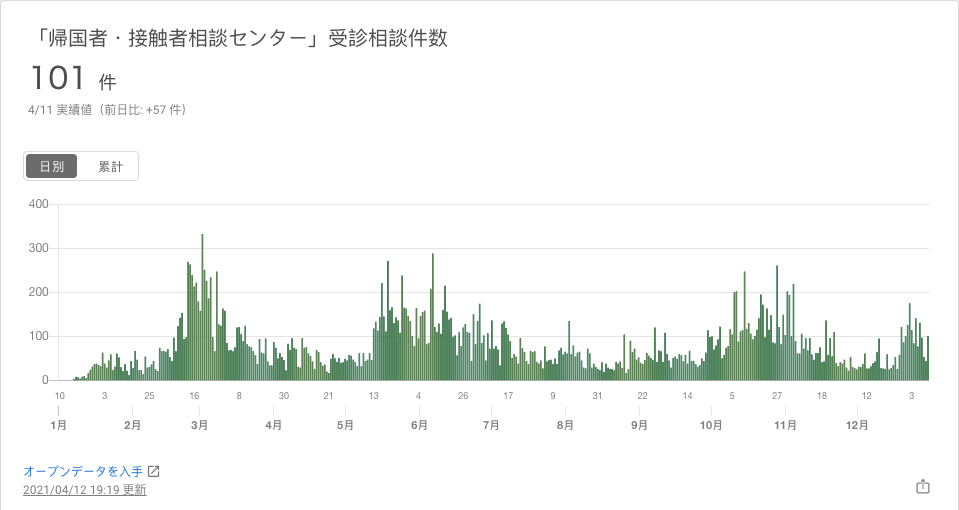 「帰国者・接触者相談センター」受診相談件数
101 件
4/11 実績値（前日比: +57 件）
日別 累計
400
300
200
100
0
10 3 25 16 8 30 21 13 4 26 17 9 31 22 14 5 27 18 12 3
1月 2月 3月 4月 5月 6月 7月 8月 9月 10月 11月 12月
オープンデータを入手
2021/04/12 19:19 更新